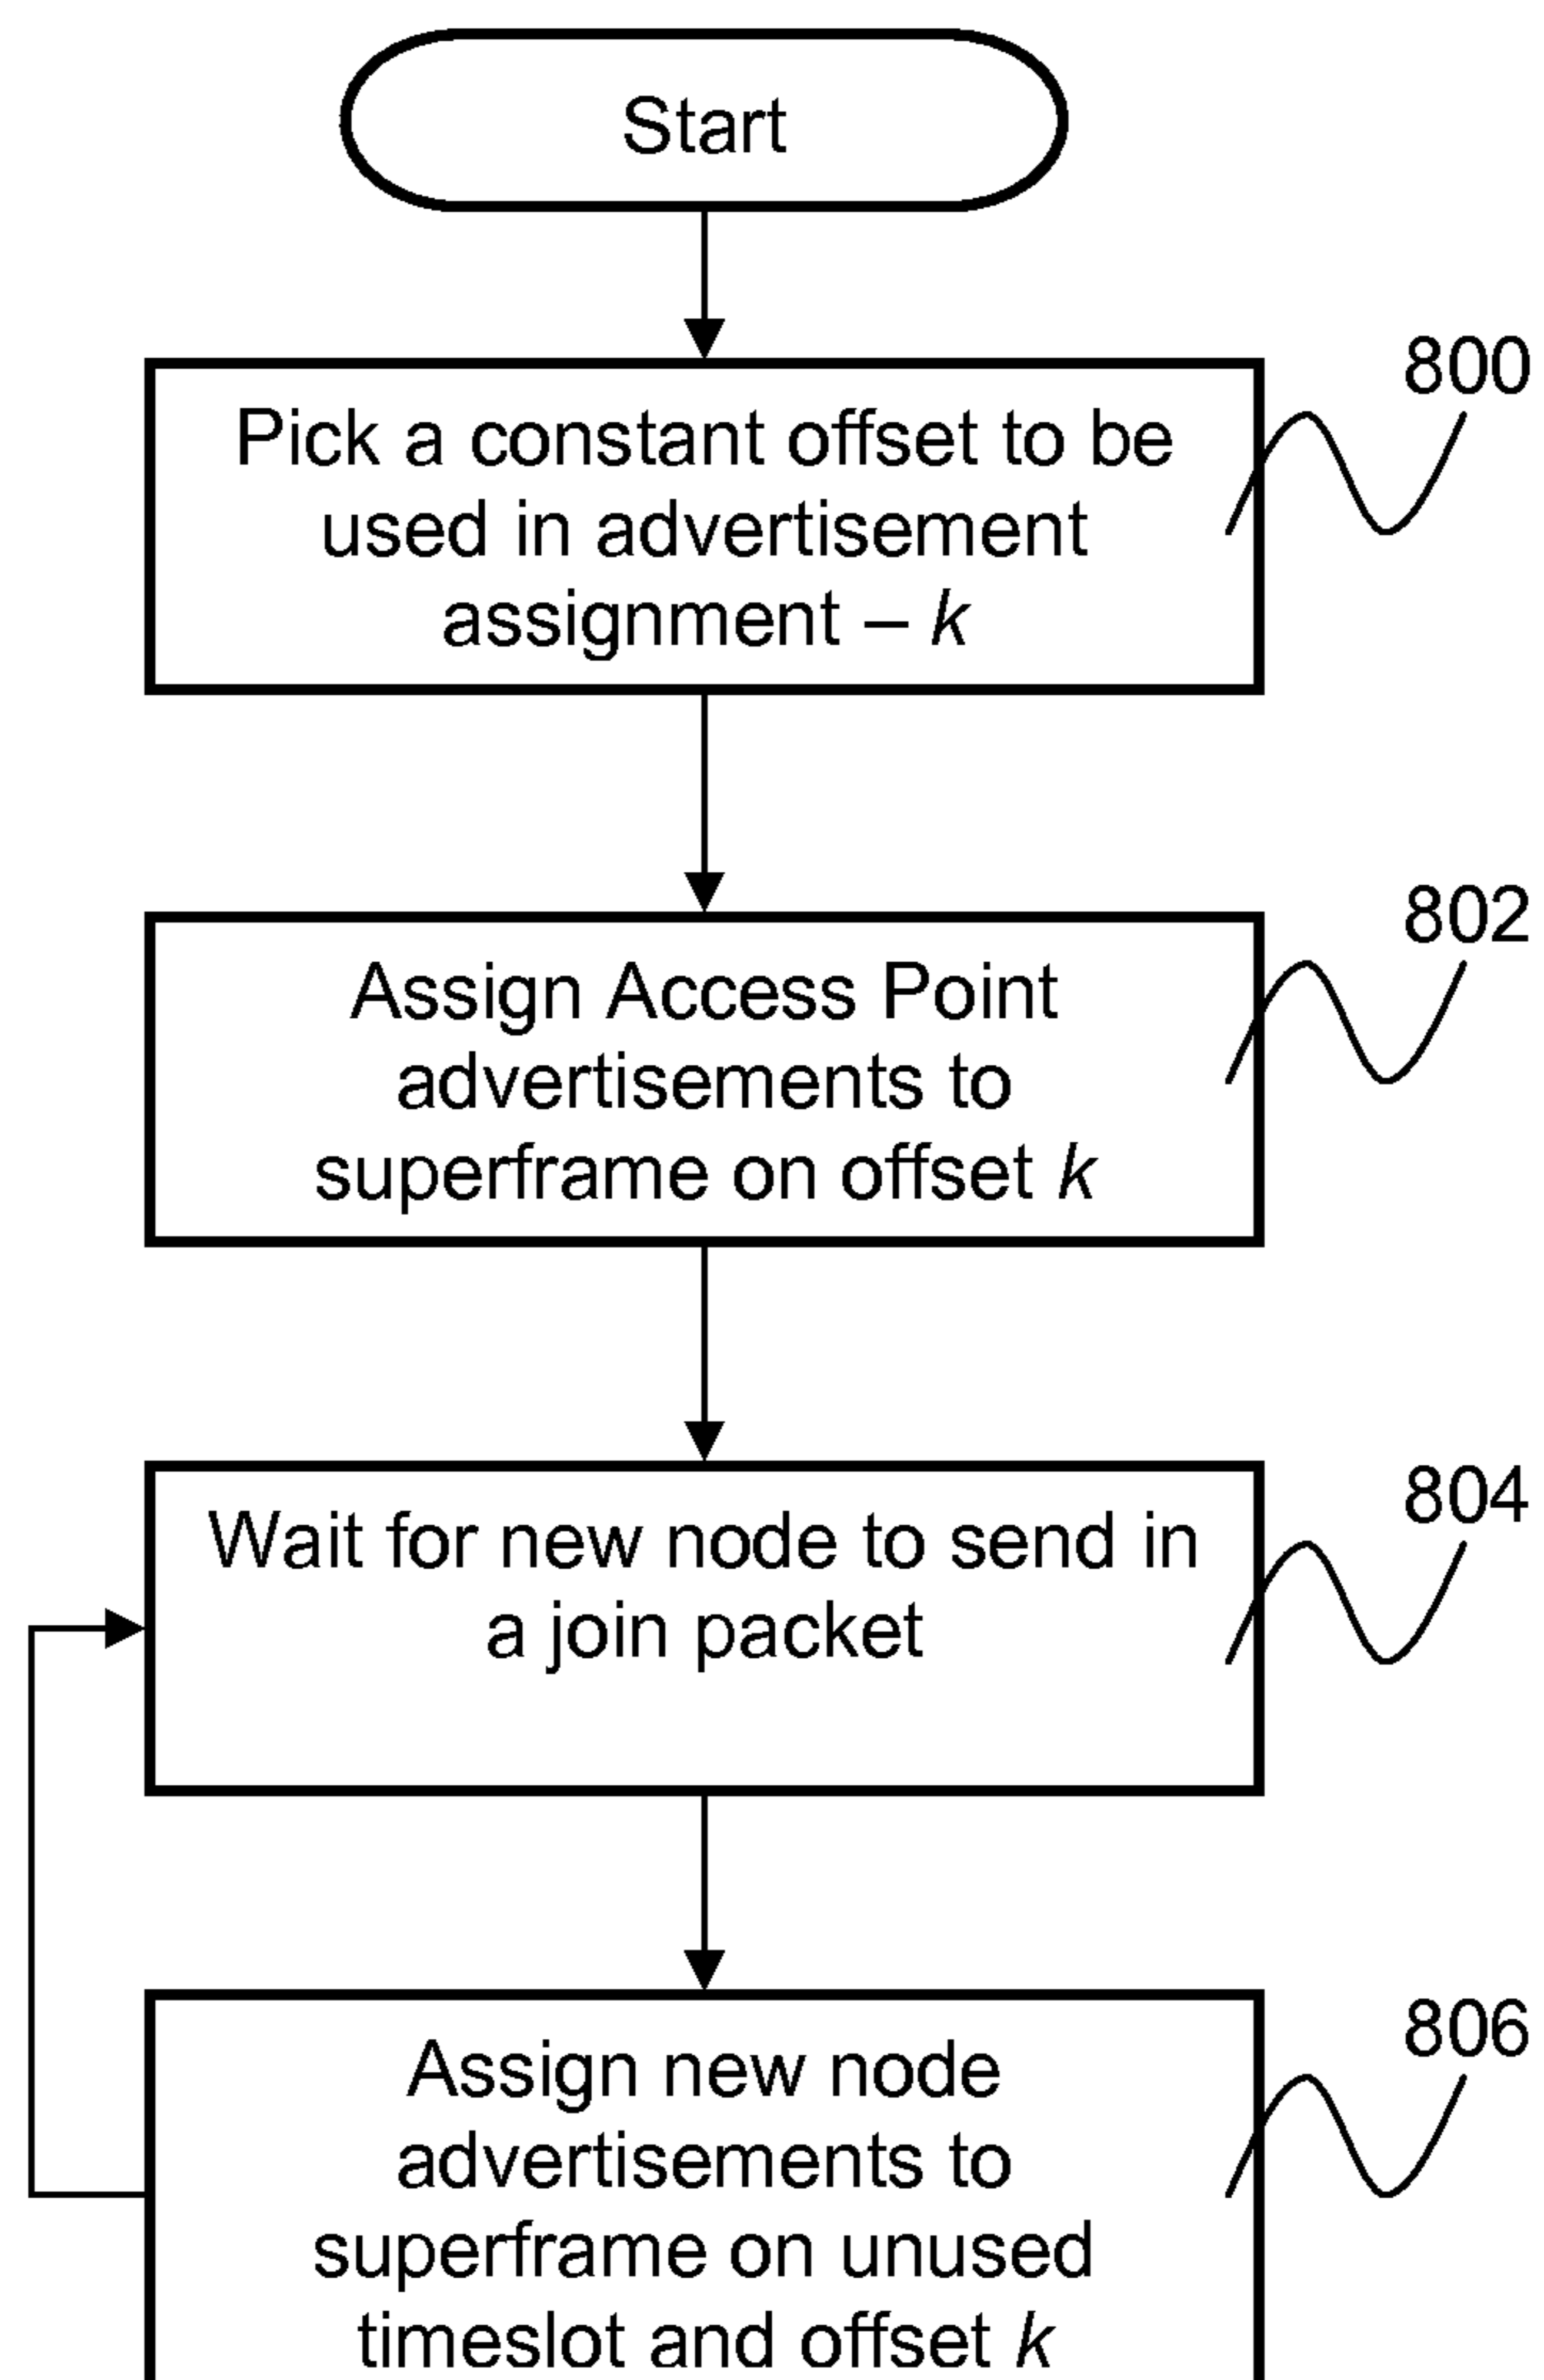 Start
800
Pick a constant offset to be
used in advertisement
assignment – k
802
Assign Access Point
advertisements to
superframe on offset k
804
Wait for new node to send in
a join packet
806
Assign new node
advertisements to
superframe on unused
timeslot and offset k